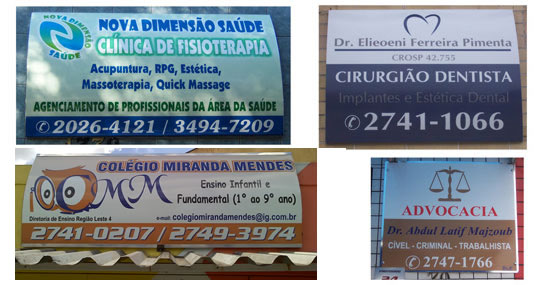 NOVA DIMENSÃO
SAÚDE
NOVA DIMENSÃO SAÚDE
CLÍNICA DE FISIOTERAPIA
Acupuntura, RPG, Estética,
Massoterapia, Quick Massage
AGENCIAMENTO DE PROFISSIONAIS DA ÁREA DA SAÚDE
2026-4121 / 3494-7209
Dr. Elieoeni Ferreira Pimenta
CROSP 42.755
CIRURGIÃO DENTISTA
Implantes e Estética Dental
2741-1066
COLÉGIO MIRANDA MENDES
CMM
Ensino Infantil e
Fundamental (1º ao 9º ano)
Diretoria de Ensino Região Leste 4
e-mail: colegiomirandamendes@ig.com.br
2741-0207 / 2749-3974
ADVOCACIA
Dr. Abdul Latif Majzoub
CÍVEL - CRIMINAL - TRABALHISTA
2747-1766